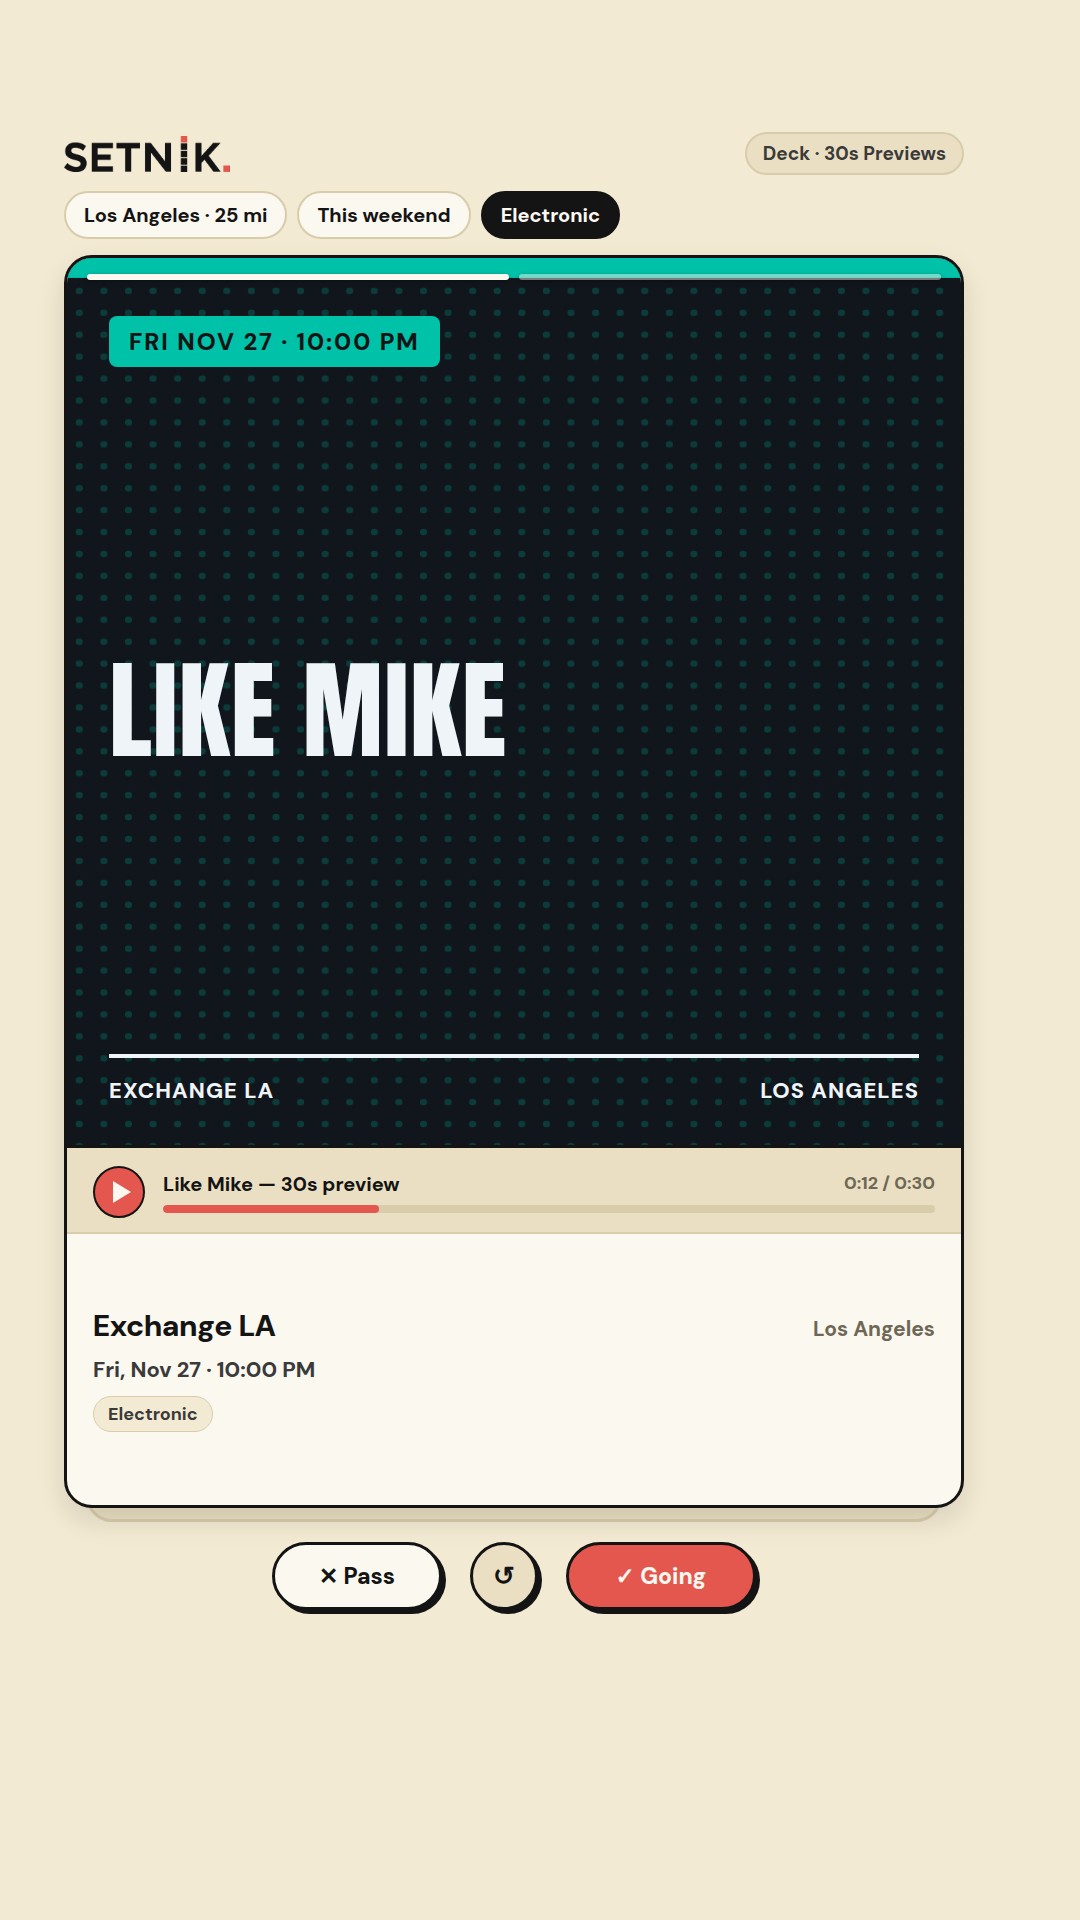 SETNIK.
Deck · 30s Previews
Los Angeles · 25 mi
This weekend
Electronic
FRI NOV 27 · 10:00 PM
LIKE MIKE
EXCHANGE LA
LOS ANGELES
Like Mike — 30s preview
0:12 / 0:30
Exchange LA
Los Angeles
Fri, Nov 27 · 10:00 PM
Electronic
✕ Pass
↺
✓ Going